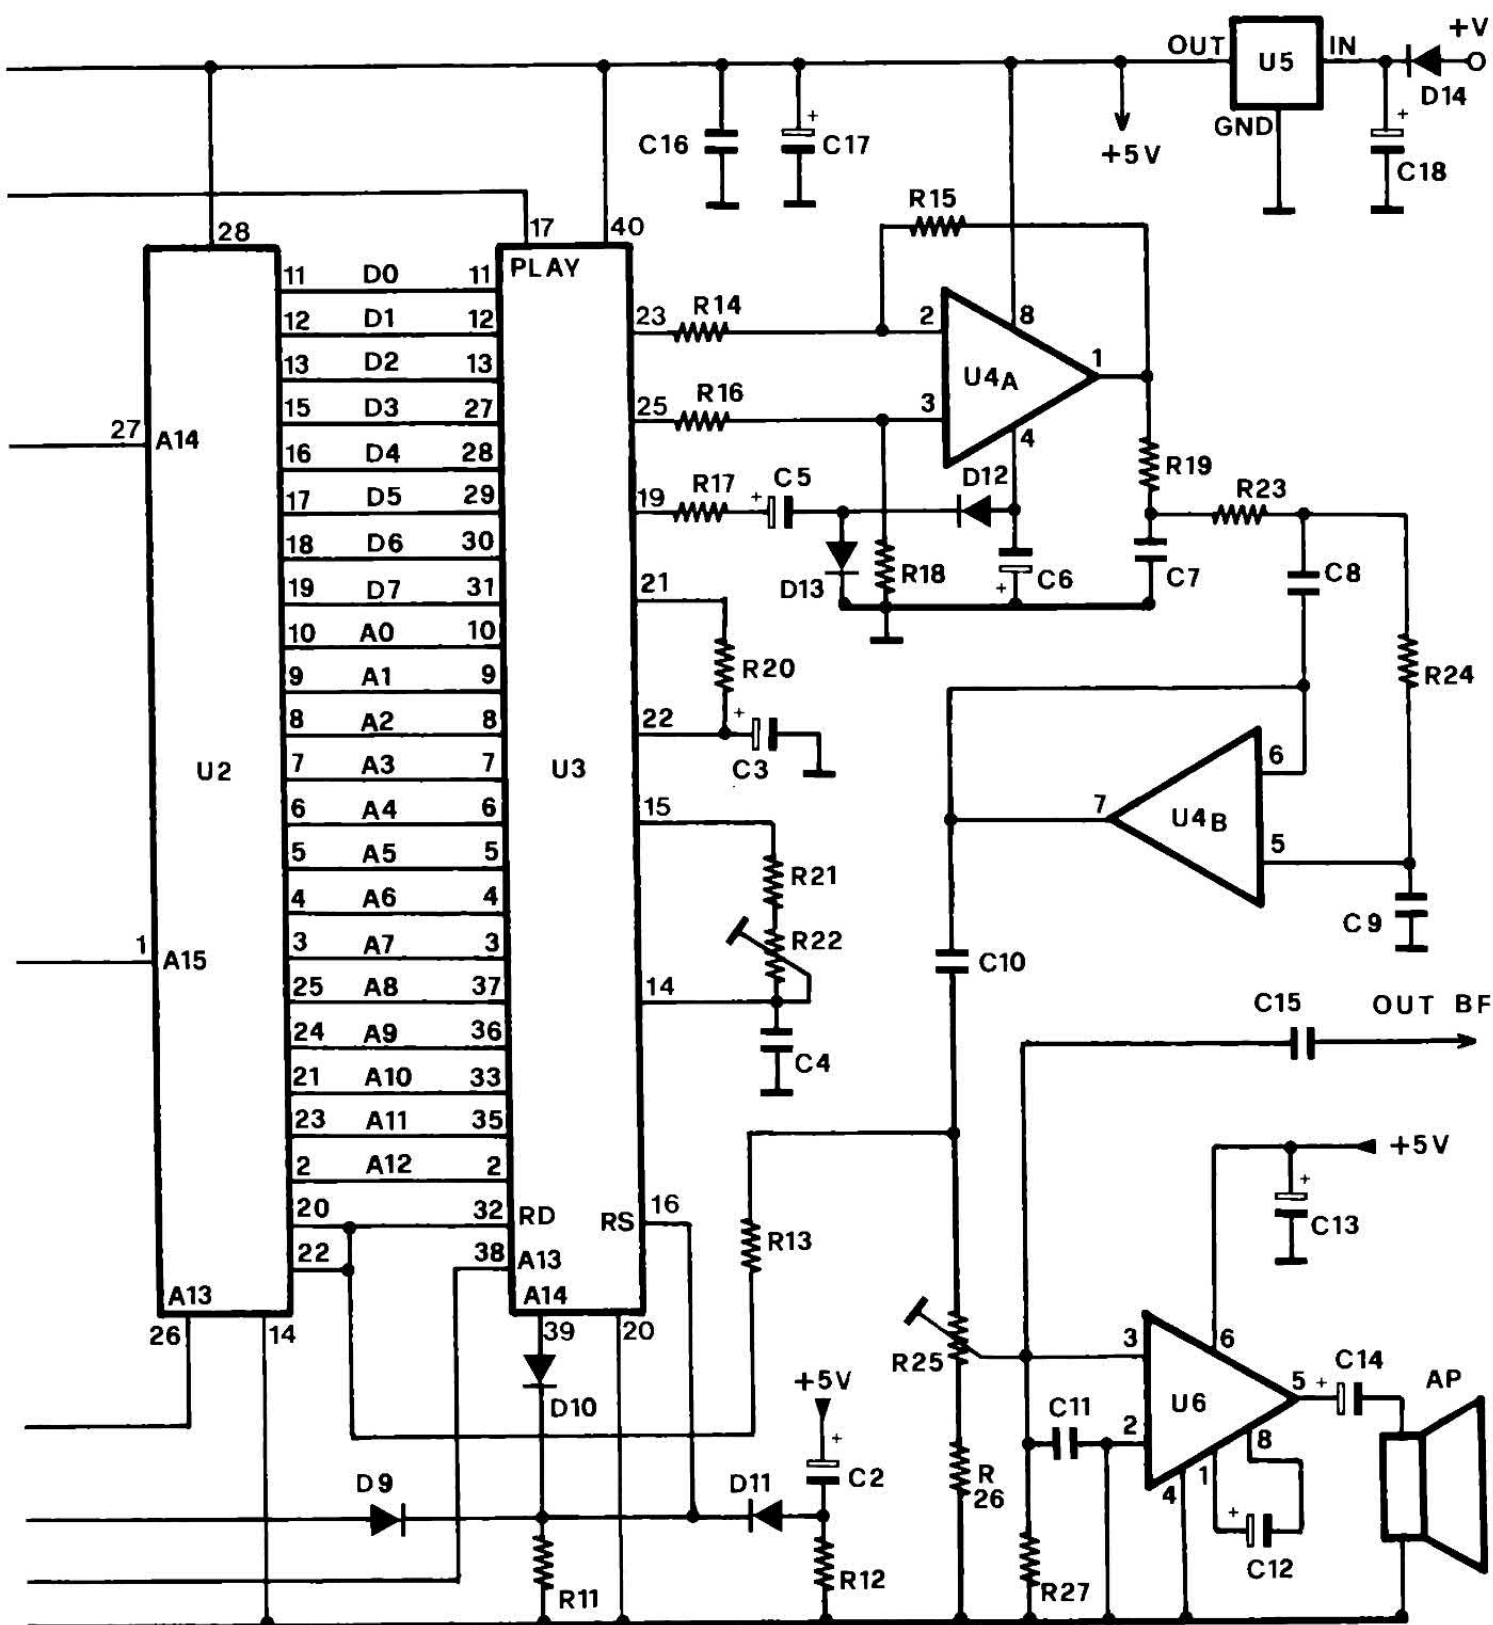 +V
OUT
U5
IN
D14
GND
+
C18
+5V
C16
+
C17
R15
28
17
40
PLAY
11 D0 11
12 D1 12
13 D2 13
15 D3 27
16 D4 28
17 D5 29
18 D6 30
19 D7 31
10 A0 10
9 A1 9
8 A2 8
7 A3 7
6 A4 6
5 A5 5
4 A6 4
3 A7 3
25 A8 37
24 A9 36
21 A10 33
23 A11 35
2 A12 2
20 32 RD
22 38 A13
27 A14
1 A15
U2
U3
A13
26
14
A14
39
20
RS
16
23 R14 2
25 R16 3
8
U4A
1
4
19 R17 + C5
D12
D13
R18
+ C6
R19
C7
R23
C8
R24
21
R20
22
+
C3
7
U4B
6
5
C9
15
R21
R22
14
C4
C10
C15
OUT BF
+5V
+
C13
R13
R25
3
6
U6
5
+
C14
AP
2
C11
8
1
4
+
C12
D10
+5V
+
C2
R
26
D9
D11
R11
R12
R27